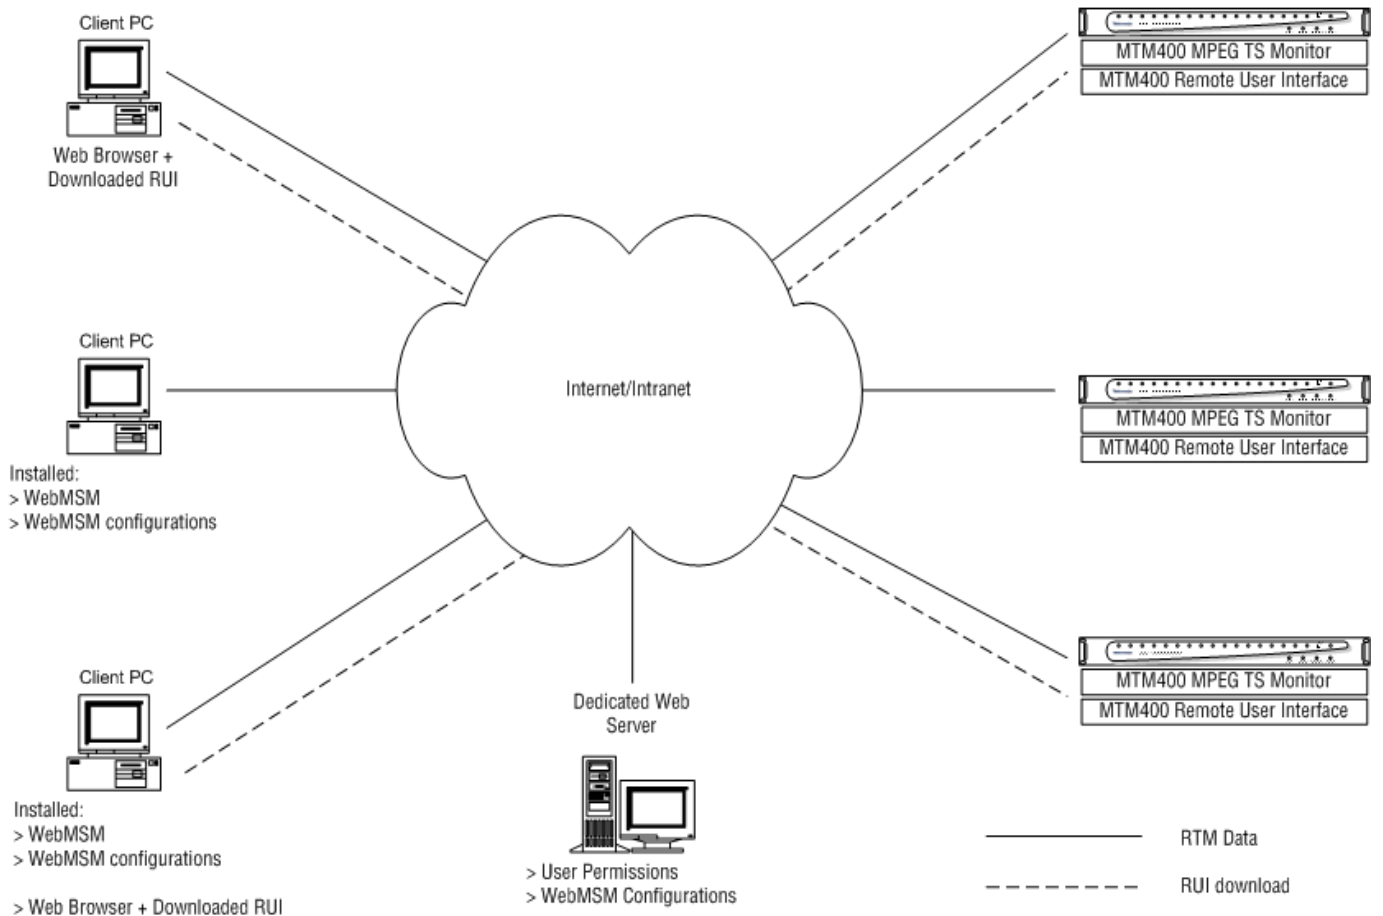 Client PC
Web Browser +
Downloaded RUI
MTM400 MPEG TS Monitor
MTM400 Remote User Interface
Client PC
Installed:
> WebMSM
> WebMSM configurations
Internet/Intranet
MTM400 MPEG TS Monitor
MTM400 Remote User Interface
Client PC
Installed:
> WebMSM
> WebMSM configurations
> Web Browser + Downloaded RUI
Dedicated Web
Server
> User Permissions
> WebMSM Configurations
MTM400 MPEG TS Monitor
MTM400 Remote User Interface
RTM Data
RUI download